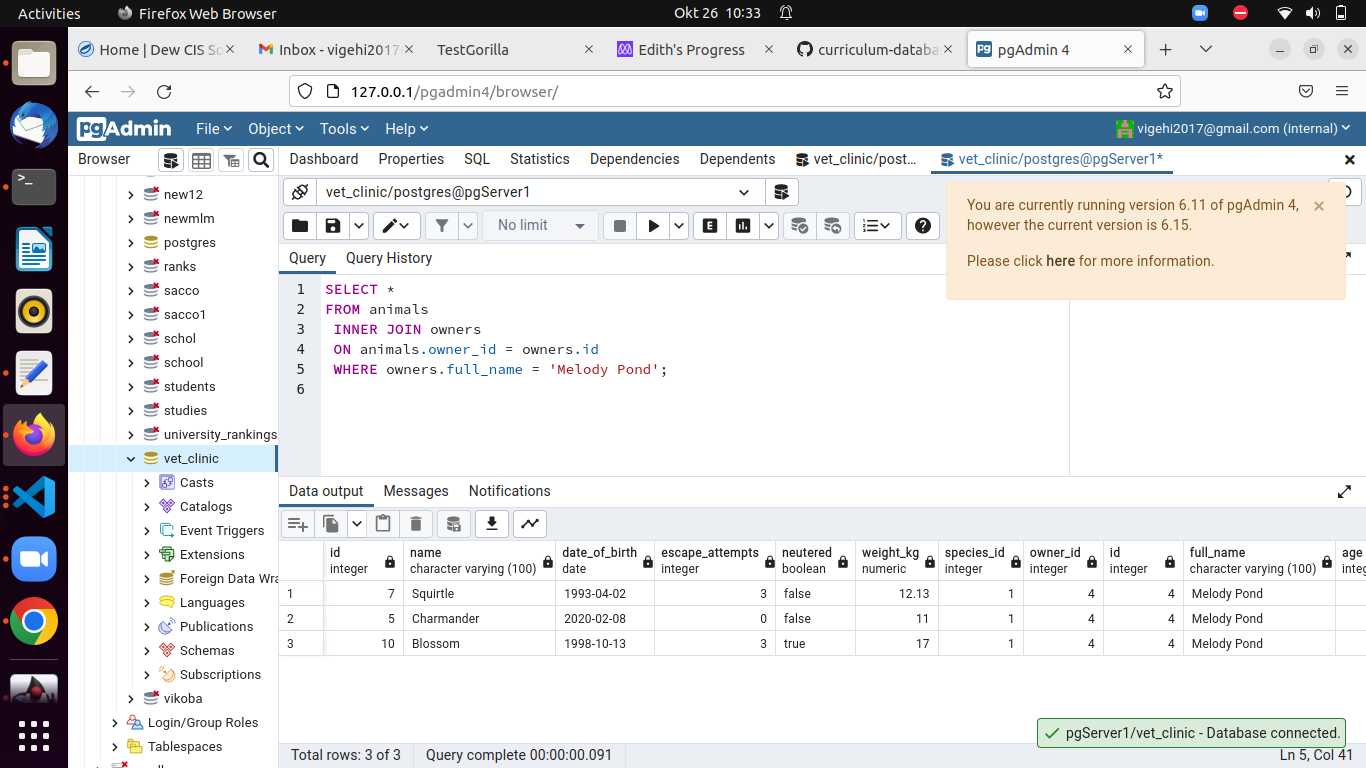 Activities Firefox Web Browser Okt 26 10:33
Home | Dew CIS So Inbox - vigehi2017 TestGorilla Edith's Progress curriculum-databa pgAdmin 4
127.0.0.1/pgadmin4/browser/
pgAdmin File Object Tools Help vigehi2017@gmail.com (internal)
Browser Dashboard Properties SQL Statistics Dependencies Dependents vet_clinic/post... vet_clinic/postgres@pgServer1*
new12
newmlm
postgres
ranks
sacco
sacco1
schol
school
students
studies
university_rankings
vet_clinic
Casts
Catalogs
Event Triggers
Extensions
Foreign Data Wra
Languages
Publications
Schemas
Subscriptions
vikoba
Login/Group Roles
Tablespaces
vet_clinic/postgres@pgServer1
No limit E
You are currently running version 6.11 of pgAdmin 4,
however the current version is 6.15.
Please click here for more information.
Query Query History
1 SELECT *
2 FROM animals
3 INNER JOIN owners
4 ON animals.owner_id = owners.id
5 WHERE owners.full_name = 'Melody Pond';
6
Data output Messages Notifications
id name date_of_birth escape_attempts neutered weight_kg species_id owner_id id full_name age
integer character varying (100) date integer boolean numeric integer integer integer character varying (100)
1 7 Squirtle 1993-04-02 3 false 12.13 1 4 4 Melody Pond
2 5 Charmander 2020-02-08 0 false 11 1 4 4 Melody Pond
3 10 Blossom 1998-10-13 3 true 17 1 4 4 Melody Pond
pgServer1/vet_clinic - Database connected.
Total rows: 3 of 3 Query complete 00:00:00.091 Ln 5, Col 41